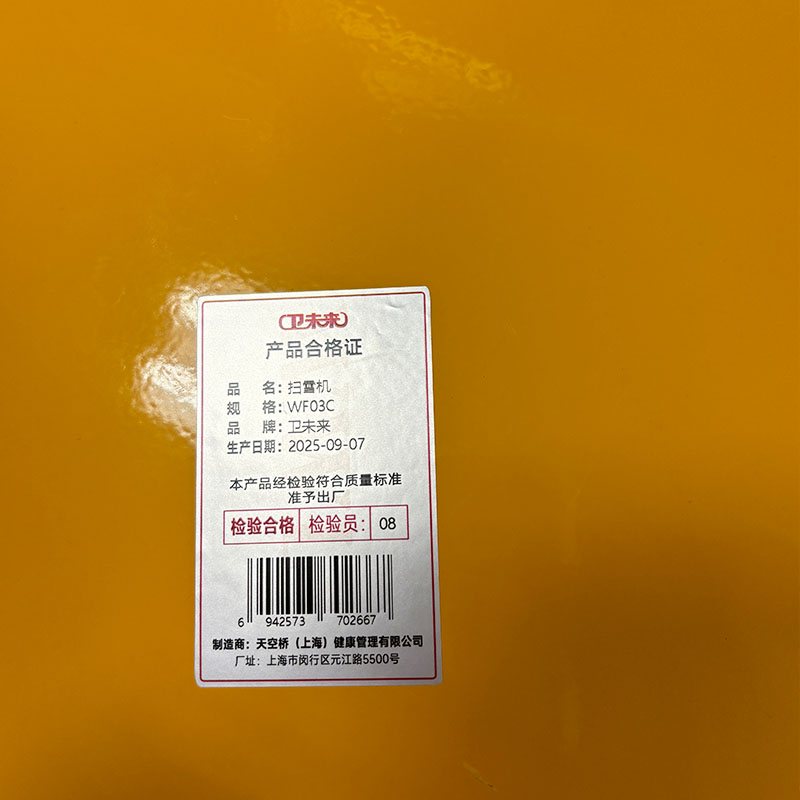 卫未来
产品合格证
品 名：扫雪机
规 格：WF03C
品 牌：卫未来
生产日期：2025-09-07
本产品经检验符合质量标准
准予出厂
检验合格 检验员： 08
6 942573 702667
制造商：天空桥（上海）健康管理有限公司
厂址：上海市闵行区元江路5500号